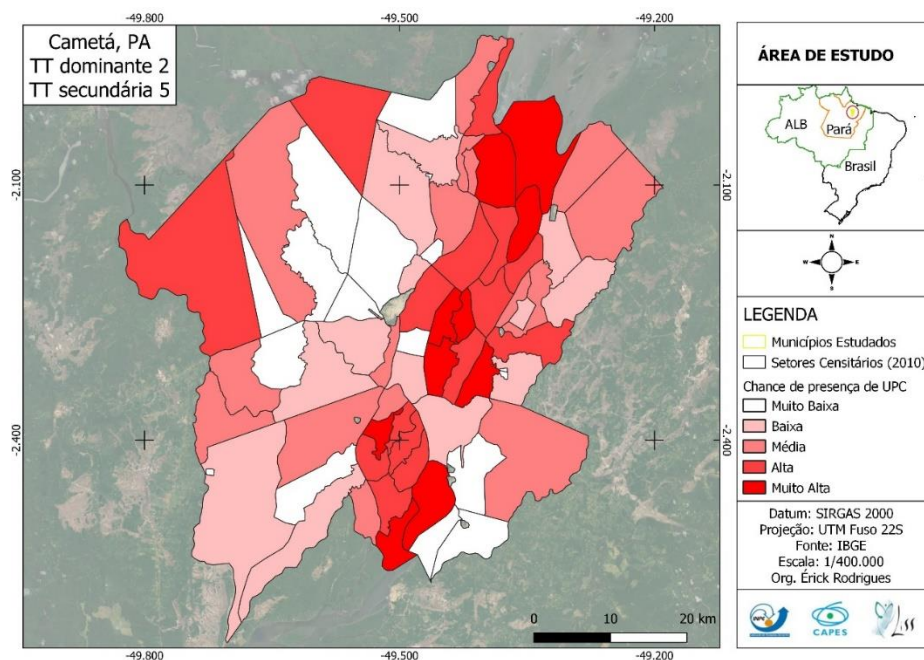 Cametá, PA
TT dominante 2
TT secundária 5
-49.800
-49.500
-49.200
-2.100
-2.400
-2.100
-2.400
-49.800
-49.500
-49.200
0 10 20 km
ÁREA DE ESTUDO
ALB
Pará
Brasil
N
W E
S
LEGENDA
Municípios Estudados
Setores Censitários (2010)
Chance de presença de UPC
Muito Baixa
Baixa
Média
Alta
Muito Alta
Datum: SIRGAS 2000
Projeção: UTM Fuso 22S
Fonte: IBGE
Escala: 1/400.000
Org. Érick Rodrigues
INPE
CAPES
Liss